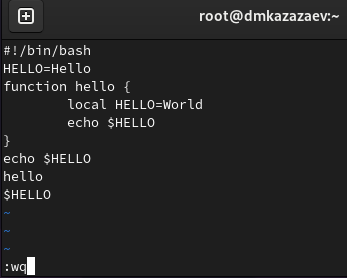 root@dmkazazaev:~
#!/bin/bash
HELLO=Hello
function hello {
        local HELLO=World
        echo $HELLO
}
echo $HELLO
hello
$HELLO
~
~
~
:wq